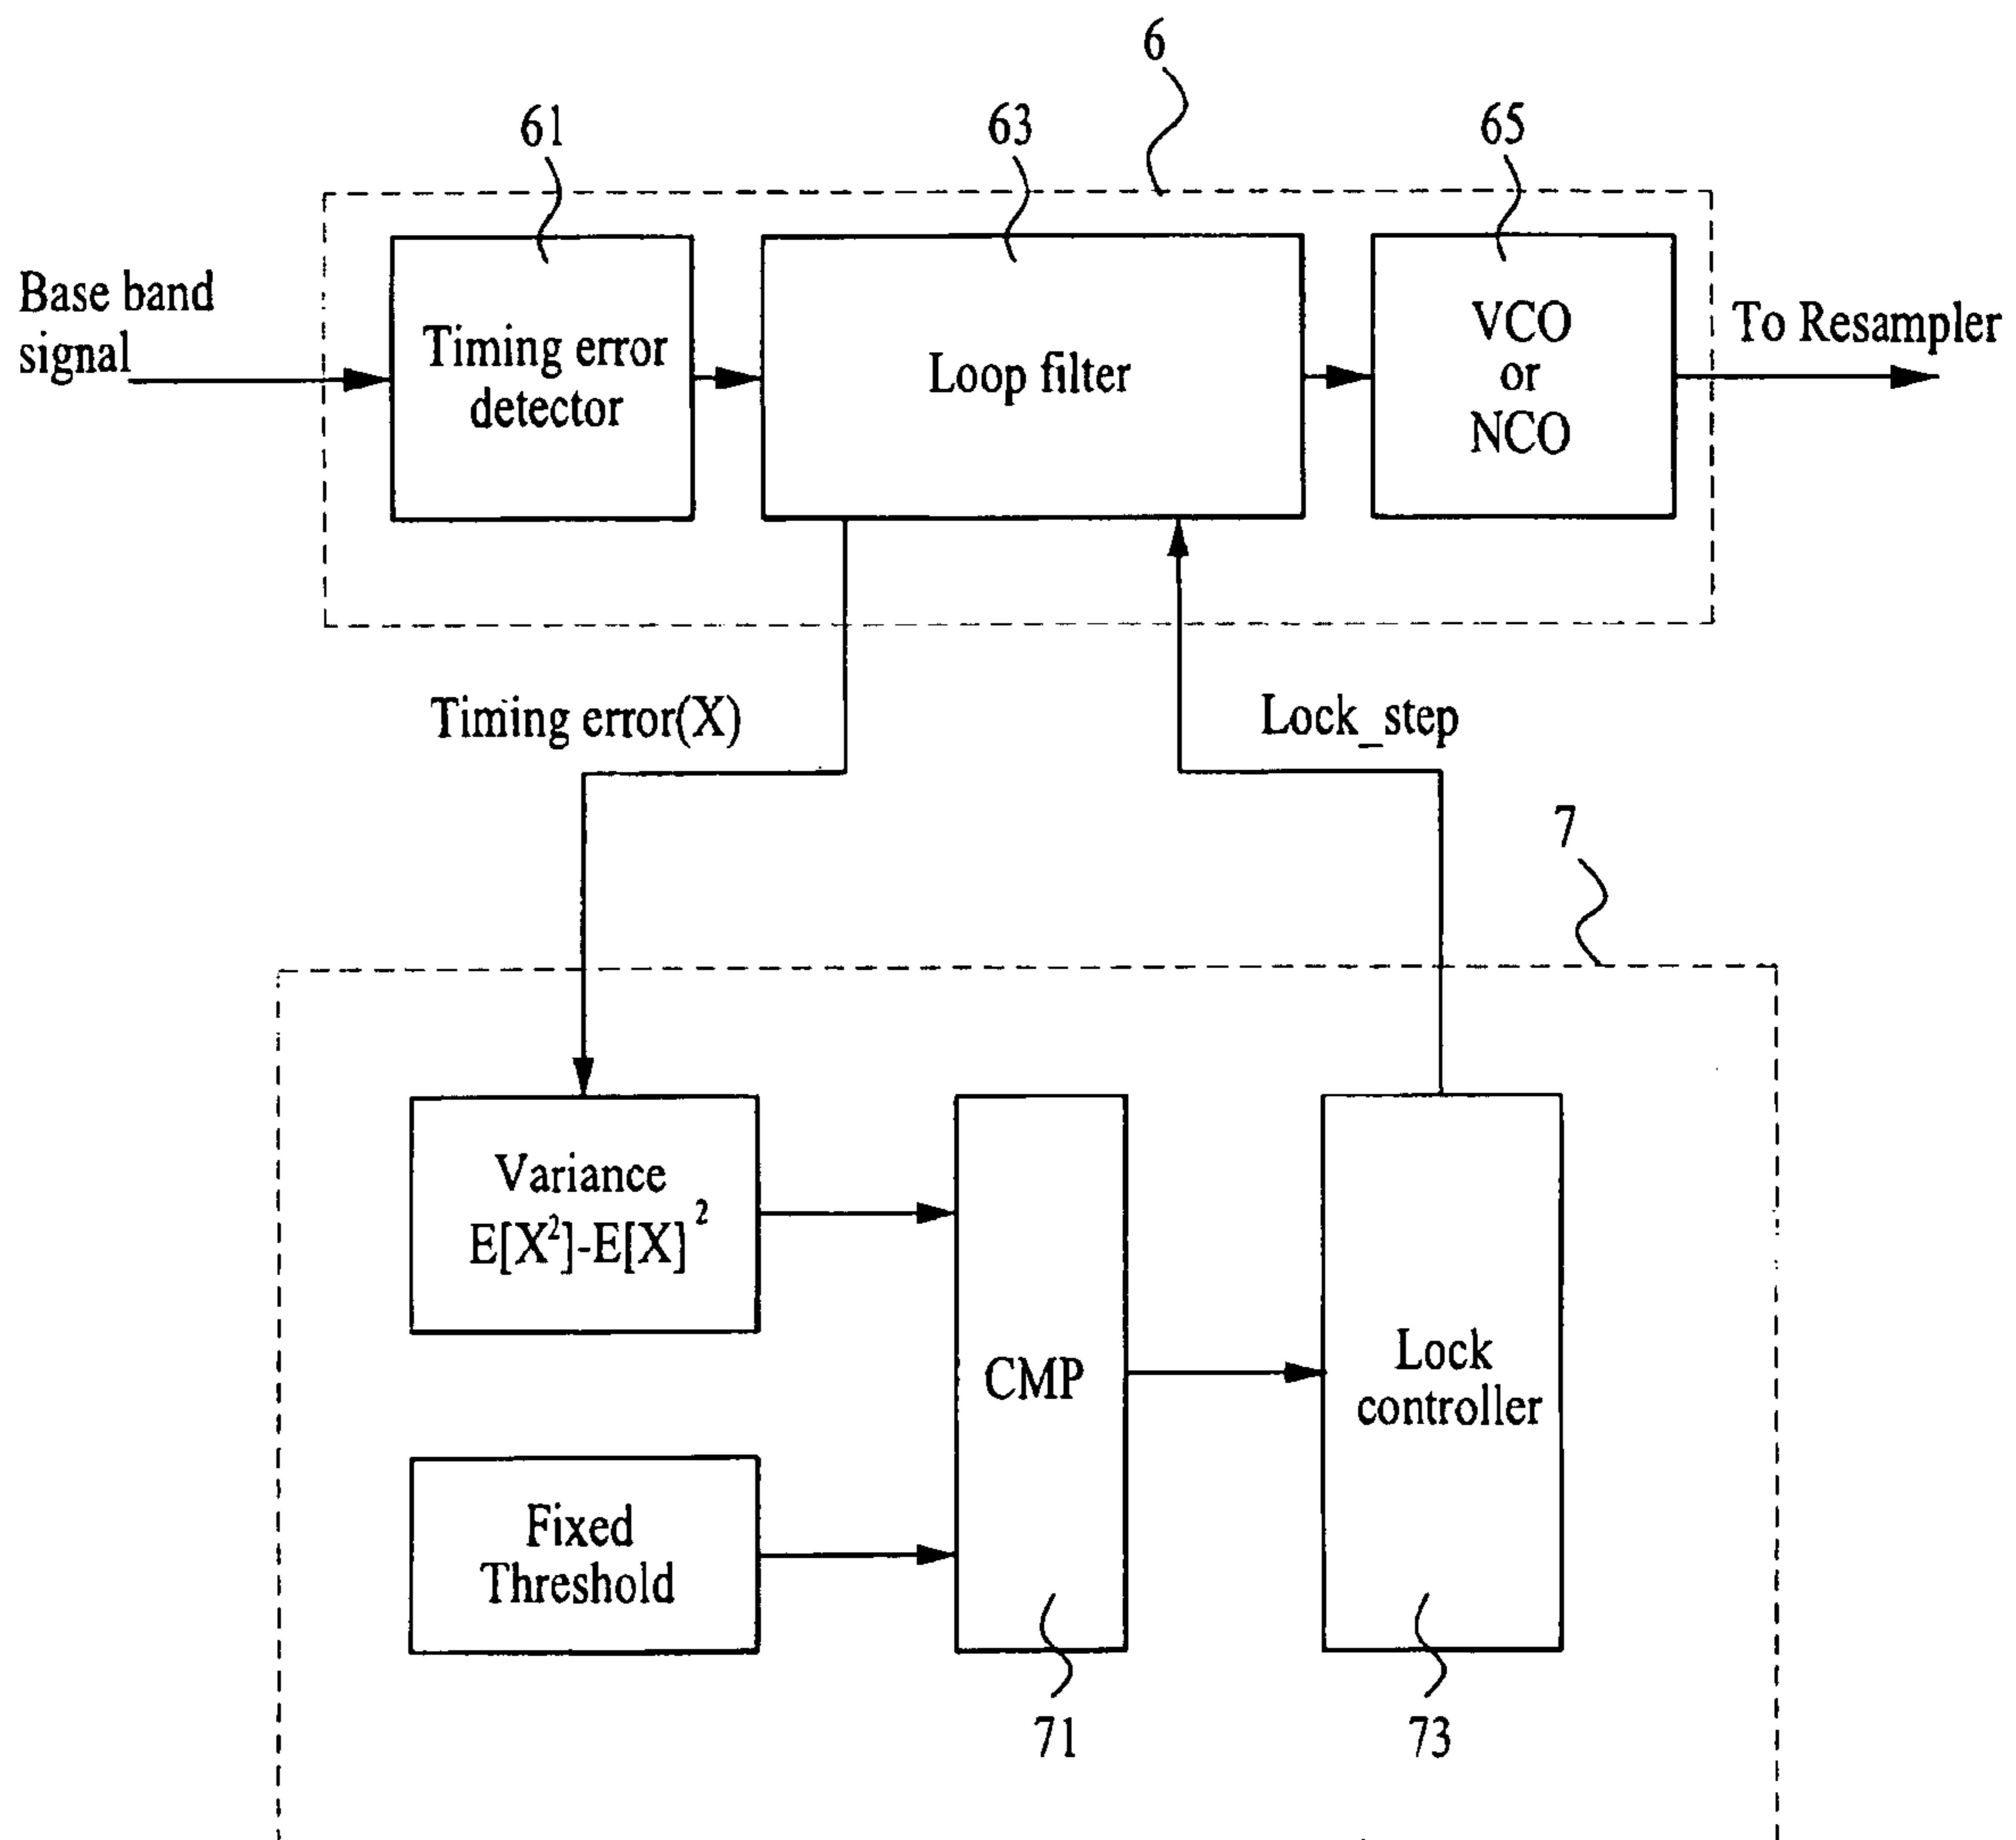 6
61
63
65
Base band
signal
Timing error
detector
Loop filter
VCO
or
NCO
To Resampler
Timing error(X)
Lock_step
7
Variance
E[X²]-E[X]²
CMP
Lock
controller
Fixed
Threshold
71
73